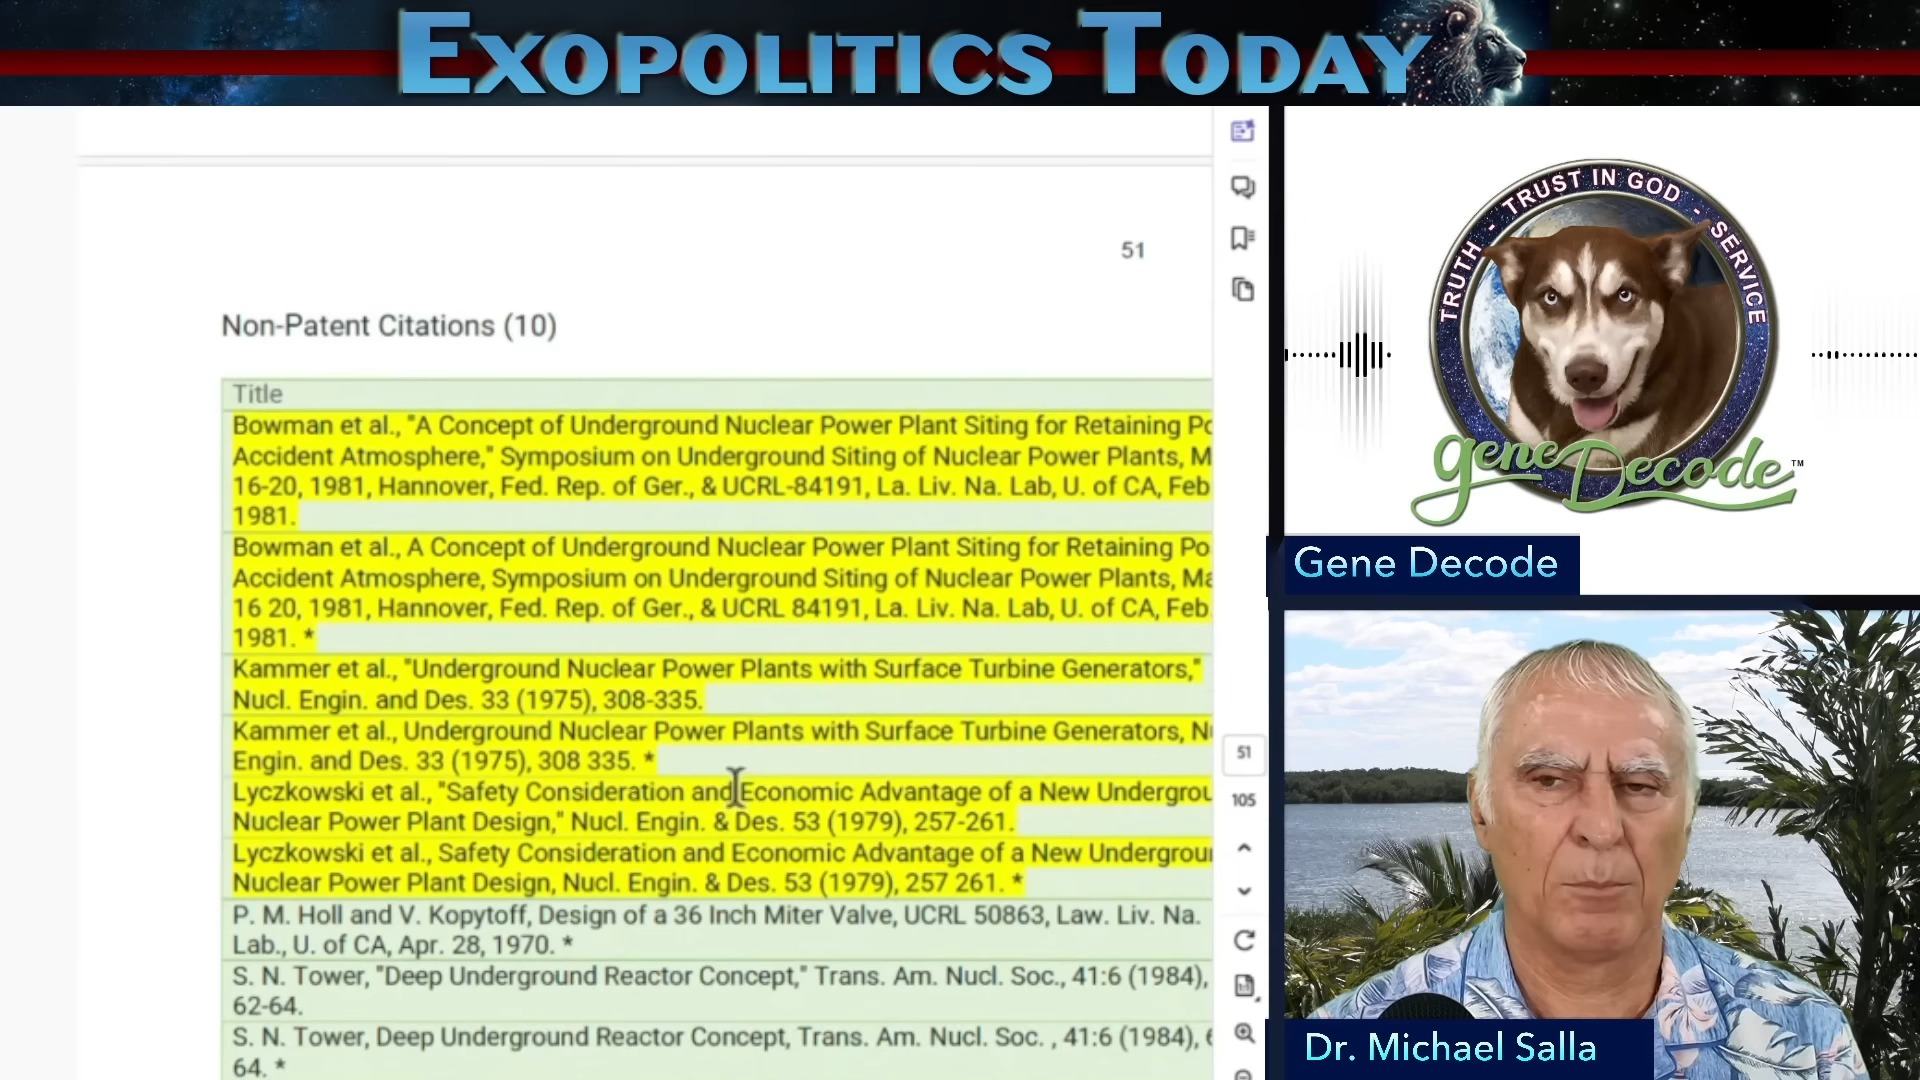 EXOPOLITICS TODAY
51
Non-Patent Citations (10)
Title
Bowman et al., "A Concept of Underground Nuclear Power Plant Siting for Retaining
Accident Atmosphere," Symposium on Underground Siting of Nuclear Power Plants,
16-20, 1981, Hannover, Fed. Rep. of Ger., & UCRL-84191, La. Liv. Na. Lab, U. of CA, Feb
1981.
Bowman et al., A Concept of Underground Nuclear Power Plant Siting for Retaining
Accident Atmosphere, Symposium on Underground Siting of Nuclear Power Plants,
16 20, 1981, Hannover, Fed. Rep. of Ger., & UCRL 84191, La. Liv. Na. Lab, U. of CA, Feb.
1981. *
Kammer et al., "Underground Nuclear Power Plants with Surface Turbine Generators,"
Nucl. Engin. and Des. 33 (1975), 308-335.
Kammer et al., Underground Nuclear Power Plants with Surface Turbine Generators,
Engin. and Des. 33 (1975), 308 335. *
Lyczkowski et al., "Safety Consideration and Economic Advantage of a New
Nuclear Power Plant Design," Nucl. Engin. & Des. 53 (1979), 257-261.
Lyczkowski et al., Safety Consideration and Economic Advantage of a New
Nuclear Power Plant Design, Nucl. Engin. & Des. 53 (1979), 257 261. *
P. M. Holl and V. Kopytoff, Design of a 36 Inch Miter Valve, UCRL 50863, Law. Liv. Na.
Lab., U. of CA, Apr. 28, 1970. *
S. N. Tower, "Deep Underground Reactor Concept," Trans. Am. Nucl. Soc., 41:6 (1984),
62-64.
S. N. Tower, Deep Underground Reactor Concept, Trans. Am. Nucl. Soc. , 41:6 (1984),
64. *
51
105
TRUTH - TRUST IN GOD - SERVICE
gene Decode™
Gene Decode
Dr. Michael Salla